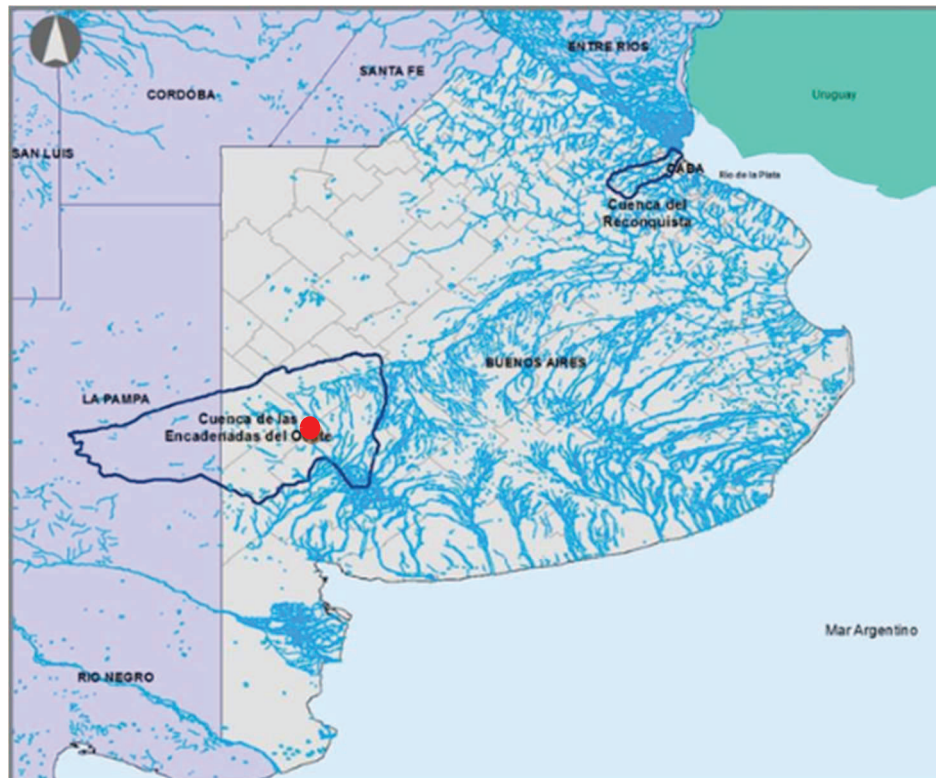 ENTRE RIOS
SANTA FE
CORDÓBA
Uruguay
SAN LUIS
CABA
Rio de la Plata
Cuenca del
Reconquista
BUENOS AIRES
LA PAMPA
Cuenca de las
Encadenadas del
Mar Argentino
RIO NEGRO